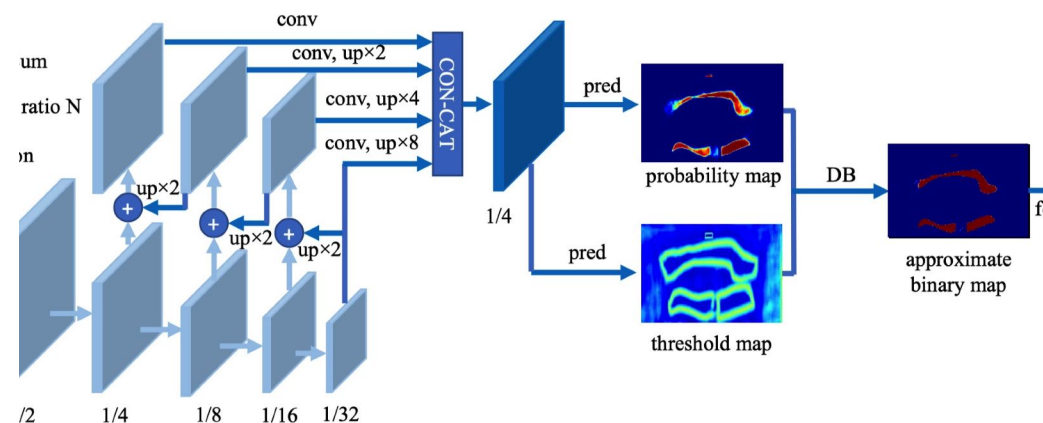 conv
conv, up×2
um
ratio N
conv, up×4
on
conv, up×8
CON-CAT
pred
probability map
up×2
up×2
up×2
DB
1/4
pred
approximate
binary map
threshold map
/2
1/4
1/8
1/16
1/32